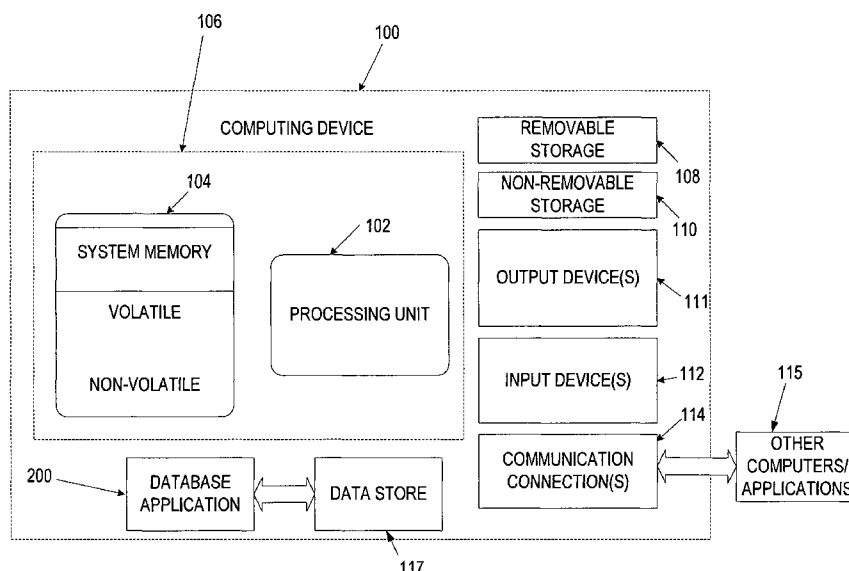 106
100
COMPUTING DEVICE
REMOVABLE
STORAGE
108
104
NON-REMOVABLE
STORAGE
110
102
SYSTEM MEMORY
VOLATILE
NON-VOLATILE
PROCESSING UNIT
OUTPUT DEVICE(S)
111
INPUT DEVICE(S)
112
114
115
COMMUNICATION
CONNECTION(S)
OTHER
COMPUTERS/
APPLICATIONS
200
DATABASE
APPLICATION
DATA STORE
117